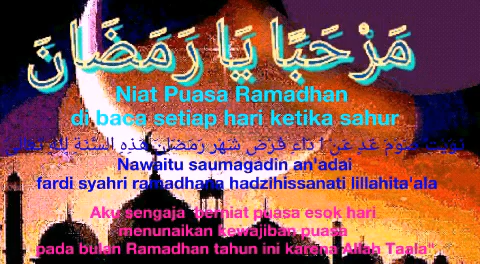 مَرْحَبًا يَا رَمَضَانَ
Niat Puasa Ramadhan
di baca setiap hari ketika sahur
نويت صوم غد عن اداء فرض شهر رمضان هذه السنة لله تعالى
Nawaitu saumagadin an'adai
fardi syahri ramadhana hadzihissanati lillahita'ala
Aku sengaja berniat puasa esok hari
menunaikan kewajiban puasa
pada bulan Ramadhan tahun ini karena Allah Taala"